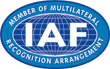 MEMBER OF MULTILATERAL
IAF
RECOGNITION ARRANGEMENT